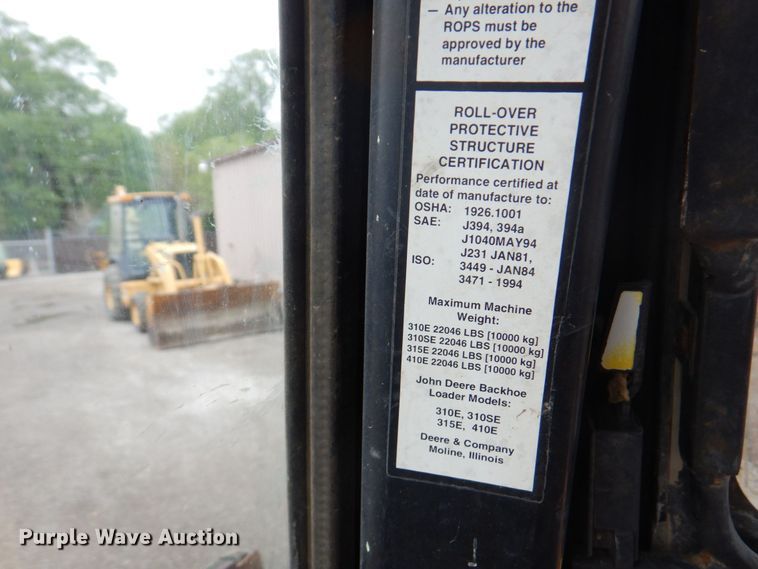 — Any alteration to the
ROPS must be
approved by the
manufacturer
ROLL-OVER
PROTECTIVE
STRUCTURE
CERTIFICATION
Performance certified at
date of manufacture to:
OSHA: 1926.1001
SAE: J394, 394a
J1040MAY94
J231 JAN81,
ISO: 3449 - JAN84
3471 - 1994
Maximum Machine
Weight:
310E 22046 LBS [10000 kg]
310SE 22046 LBS [10000 kg]
315E 22046 LBS [10000 kg]
410E 22046 LBS [10000 kg]
John Deere Backhoe
Loader Models:
310E, 310SE
315E, 410E
Deere & Company
Moline, Illinois
Purple Wave Auction